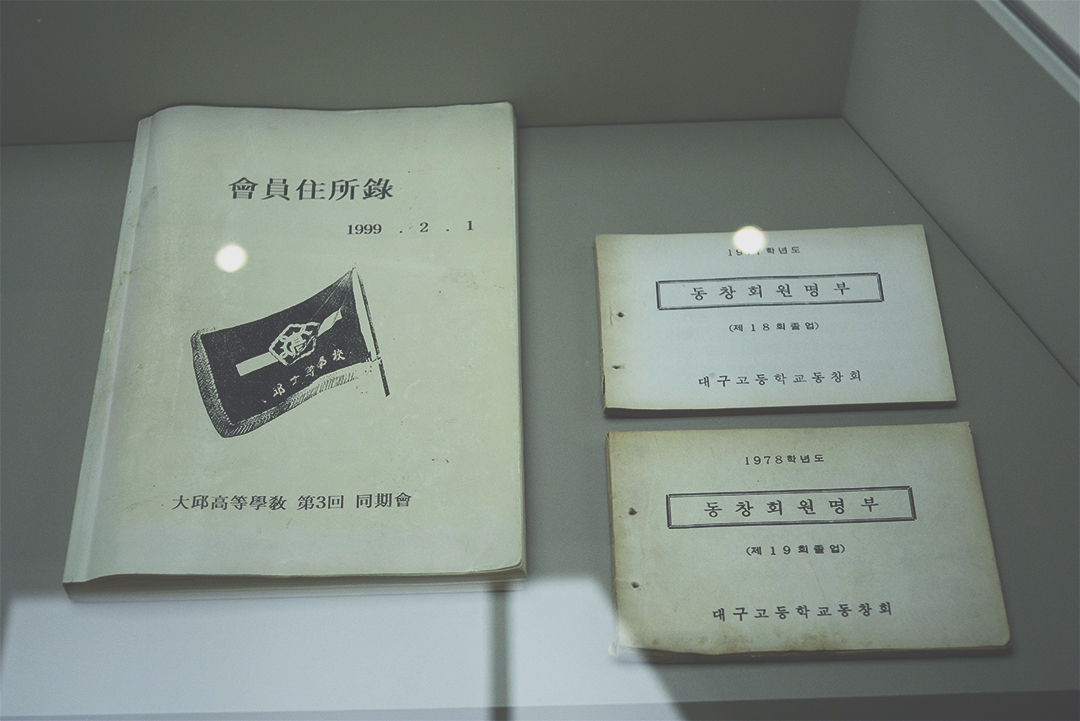 會員住所錄
1999 . 2 . 1
等學校
大邱高等學敎 第3回 同期會
학년도
동창회원명부
(제18회졸업)
대구고등학교동창회
1978학년도
동창회원명부
(제19회졸업)
대구고등학교동창회